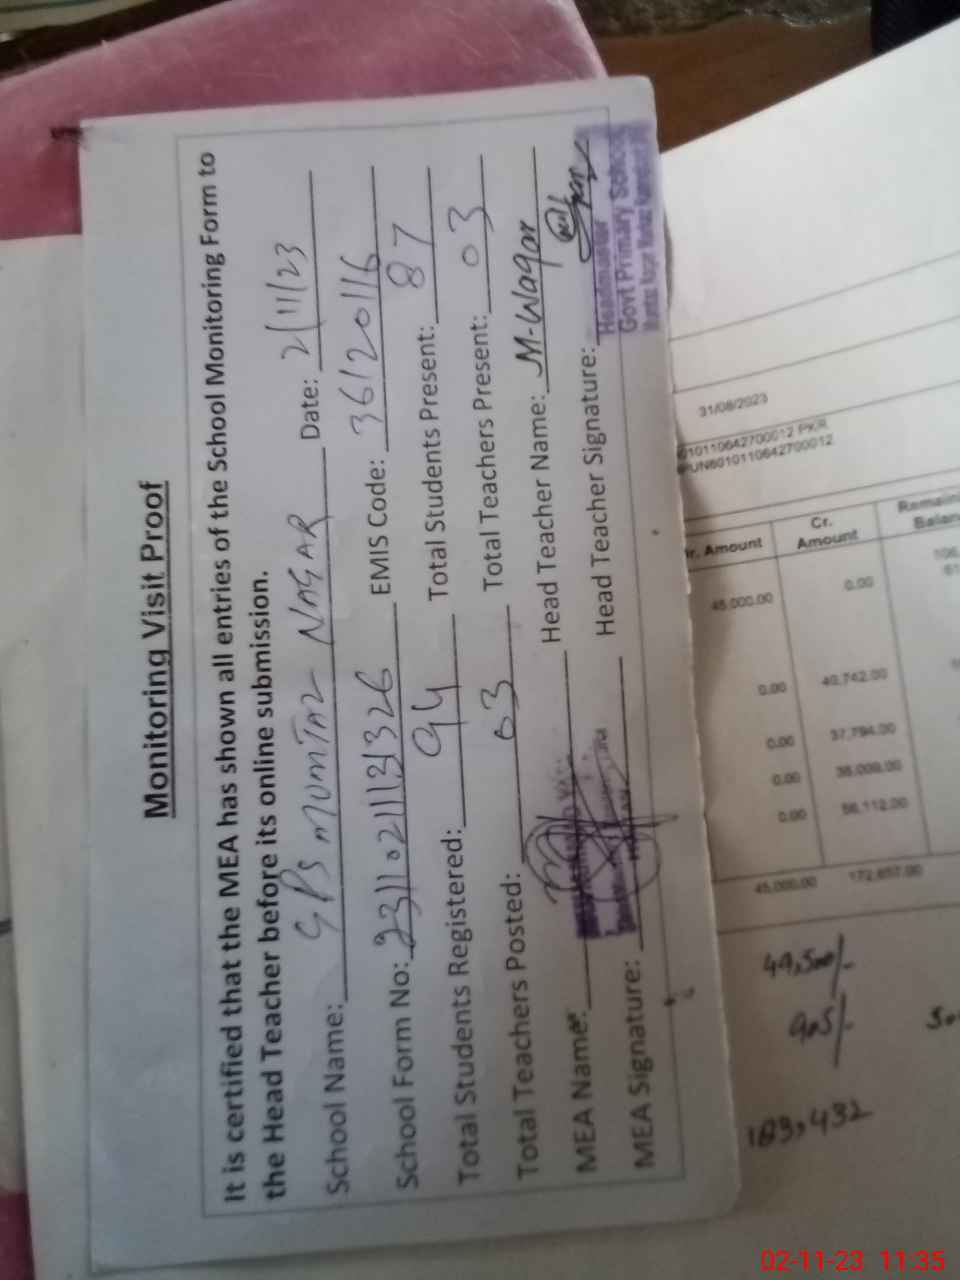 Monitoring Visit Proof
It is certified that the MEA has shown all entries of the School Monitoring Form to
the Head Teacher before its online submission.
School Name: GPS MUMTAZ NAGAR Date: 2/11/23
School Form No: 2311021131326 EMIS Code: 36120116
Total Students Registered: 94 Total Students Present: 87
Total Teachers Posted: 03 Total Teachers Present: 03
MEA Name: Head Teacher Name: M-Waqar
MEA Signature: Head Teacher Signature:
Headmaster
Govt Primary School
31/08/2023
0101110642700012 PKR
Amount Cr. Amount
45,000.00 0.00
0.00 40,742.00
0.00 37,794.00
0.00
0.00 56,112.00
45,000.00 172,657.00
49,500/-
905/-
183,432
02-11-23 11:35